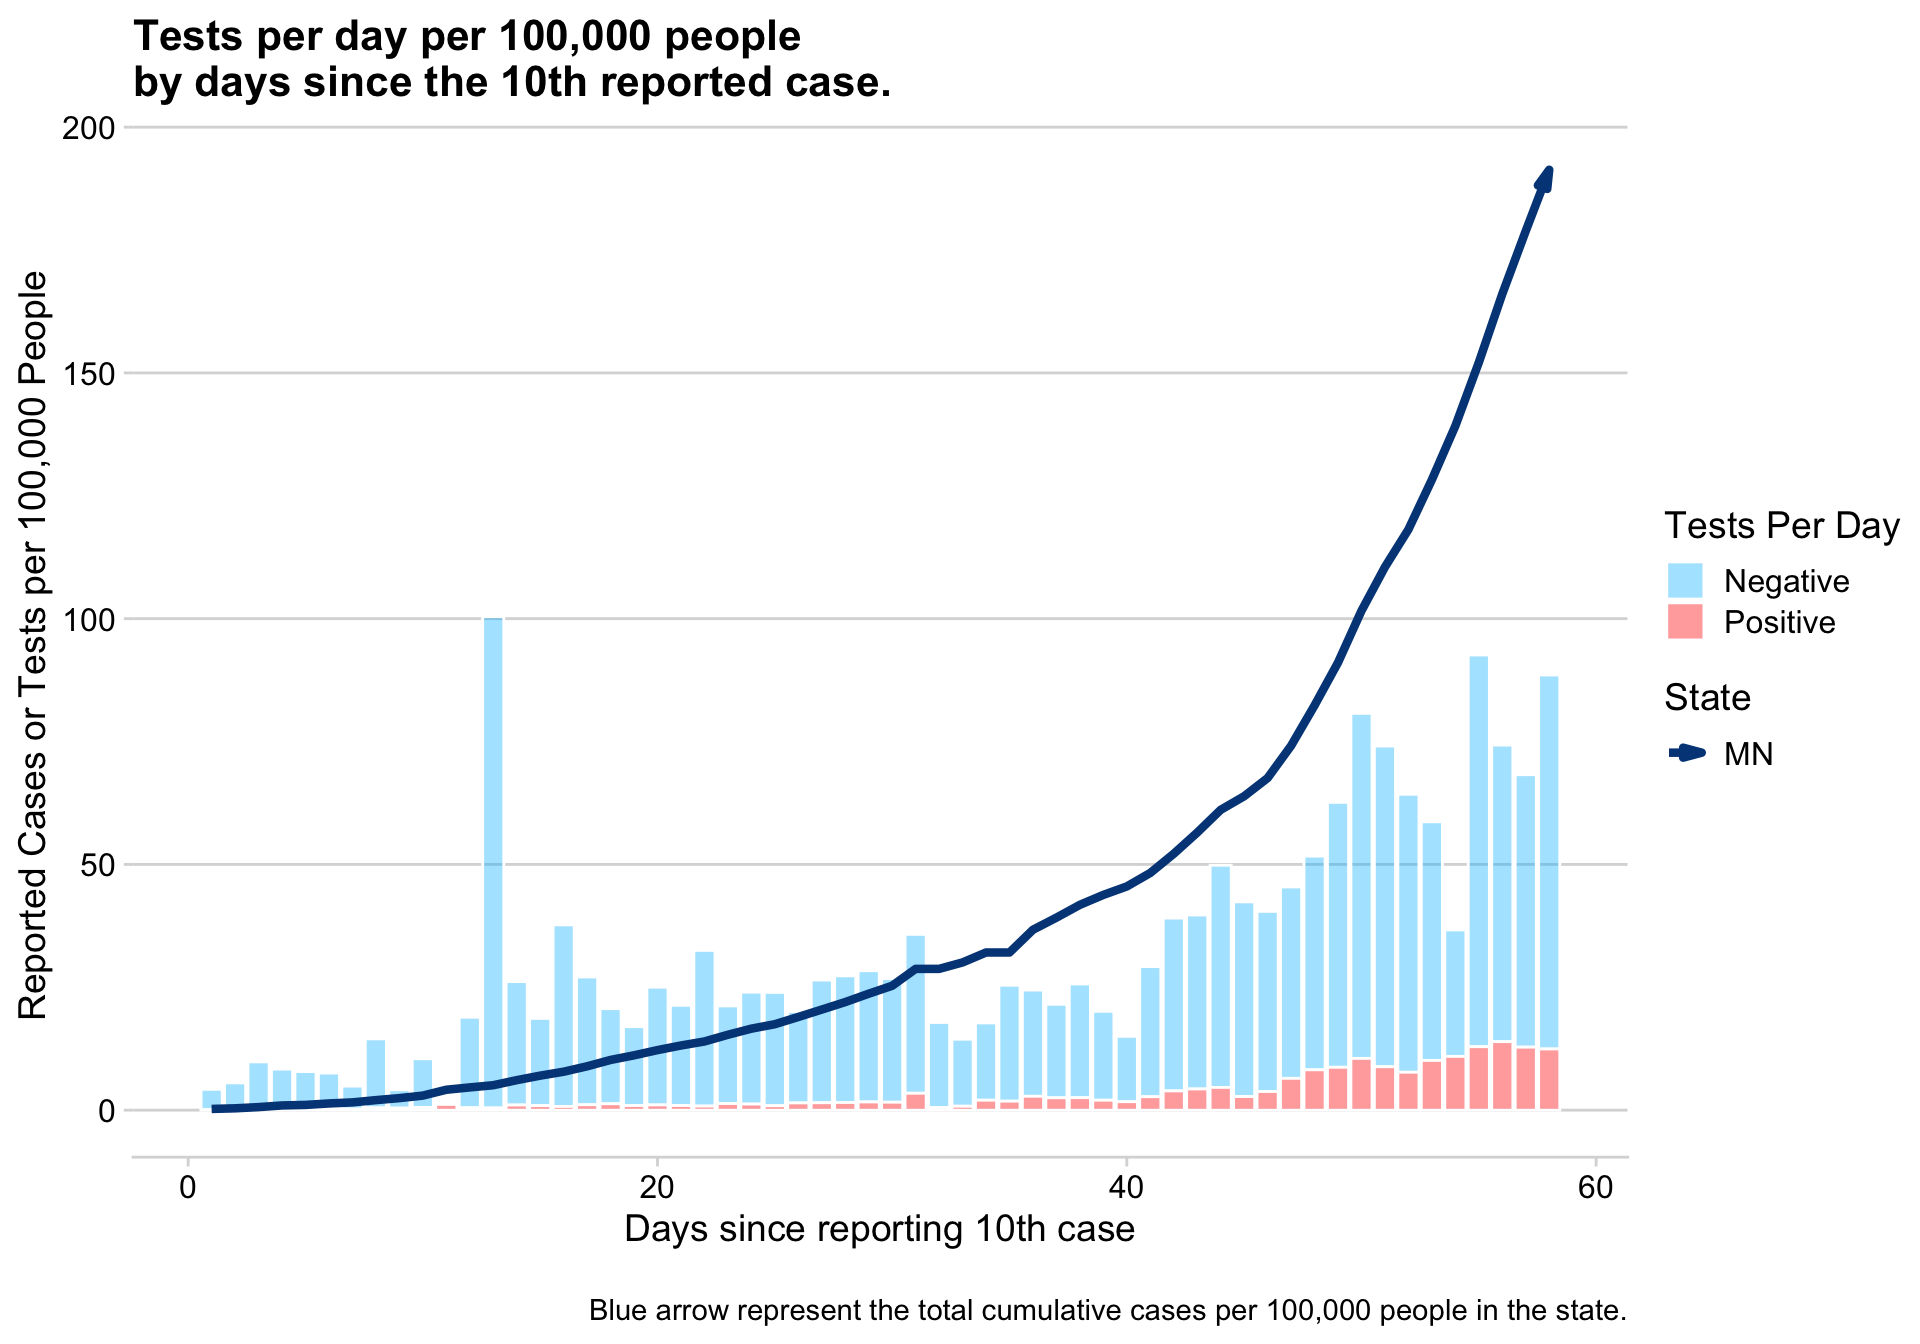 Tests per day per 100,000 people
by days since the 10th reported case.
Reported Cases or Tests per 100,000 People
200
150
100
50
0
0 20 40 60
Days since reporting 10th case
Tests Per Day
Negative
Positive
State
MN
Blue arrow represent the total cumulative cases per 100,000 people in the state.